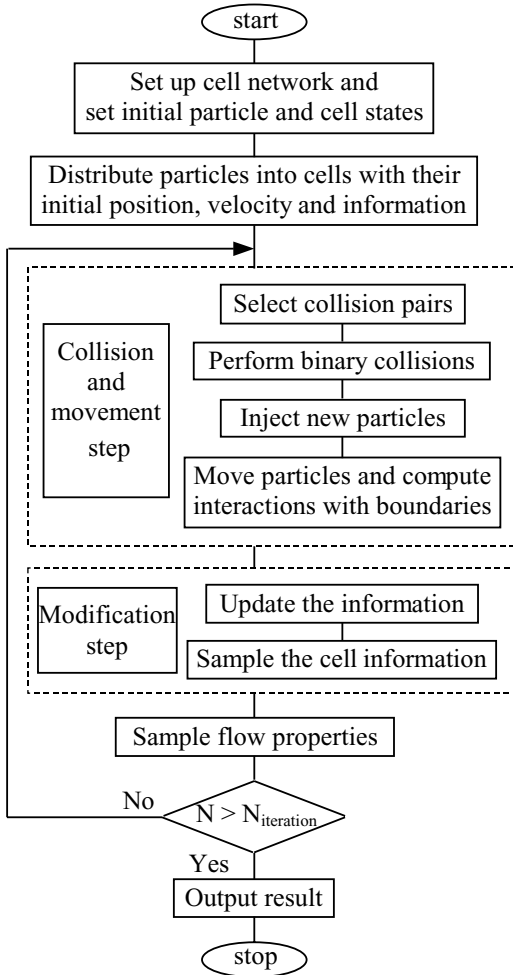 start
Set up cell network and
set initial particle and cell states
Distribute particles into cells with their
initial position, velocity and information
Collision
and
movement
step
Select collision pairs
Perform binary collisions
Inject new particles
Move particles and compute
interactions with boundaries
Modification
step
Update the information
Sample the cell information
Sample flow properties
No
N > Niteration
Yes
Output result
stop